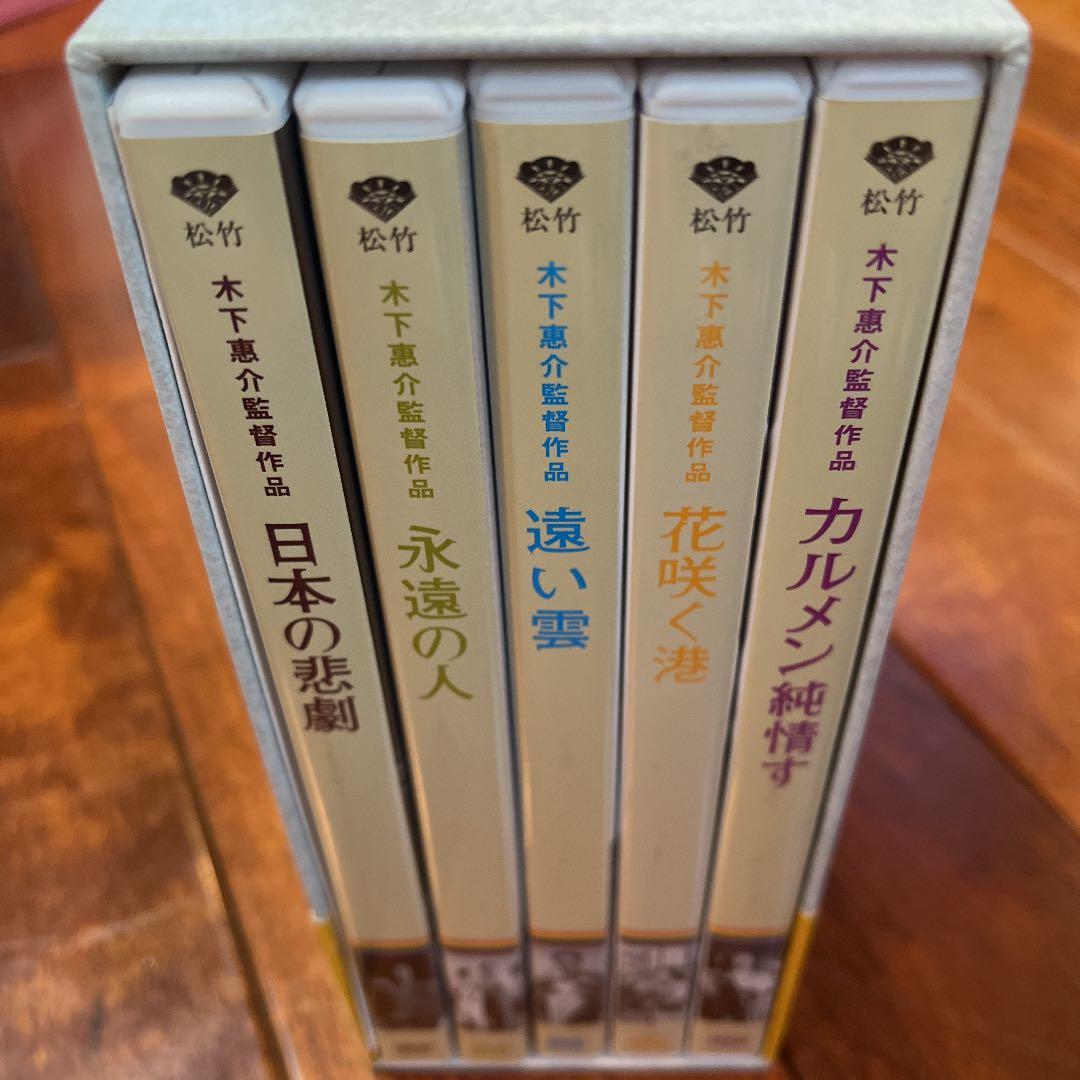 松竹
木下惠介監督作品
日本の悲劇
松竹
木下惠介監督作品
永遠の人
松竹
木下惠介監督作品
遠い雲
松竹
木下惠介監督作品
花咲く港
松竹
木下惠介監督作品
カルメン純情す